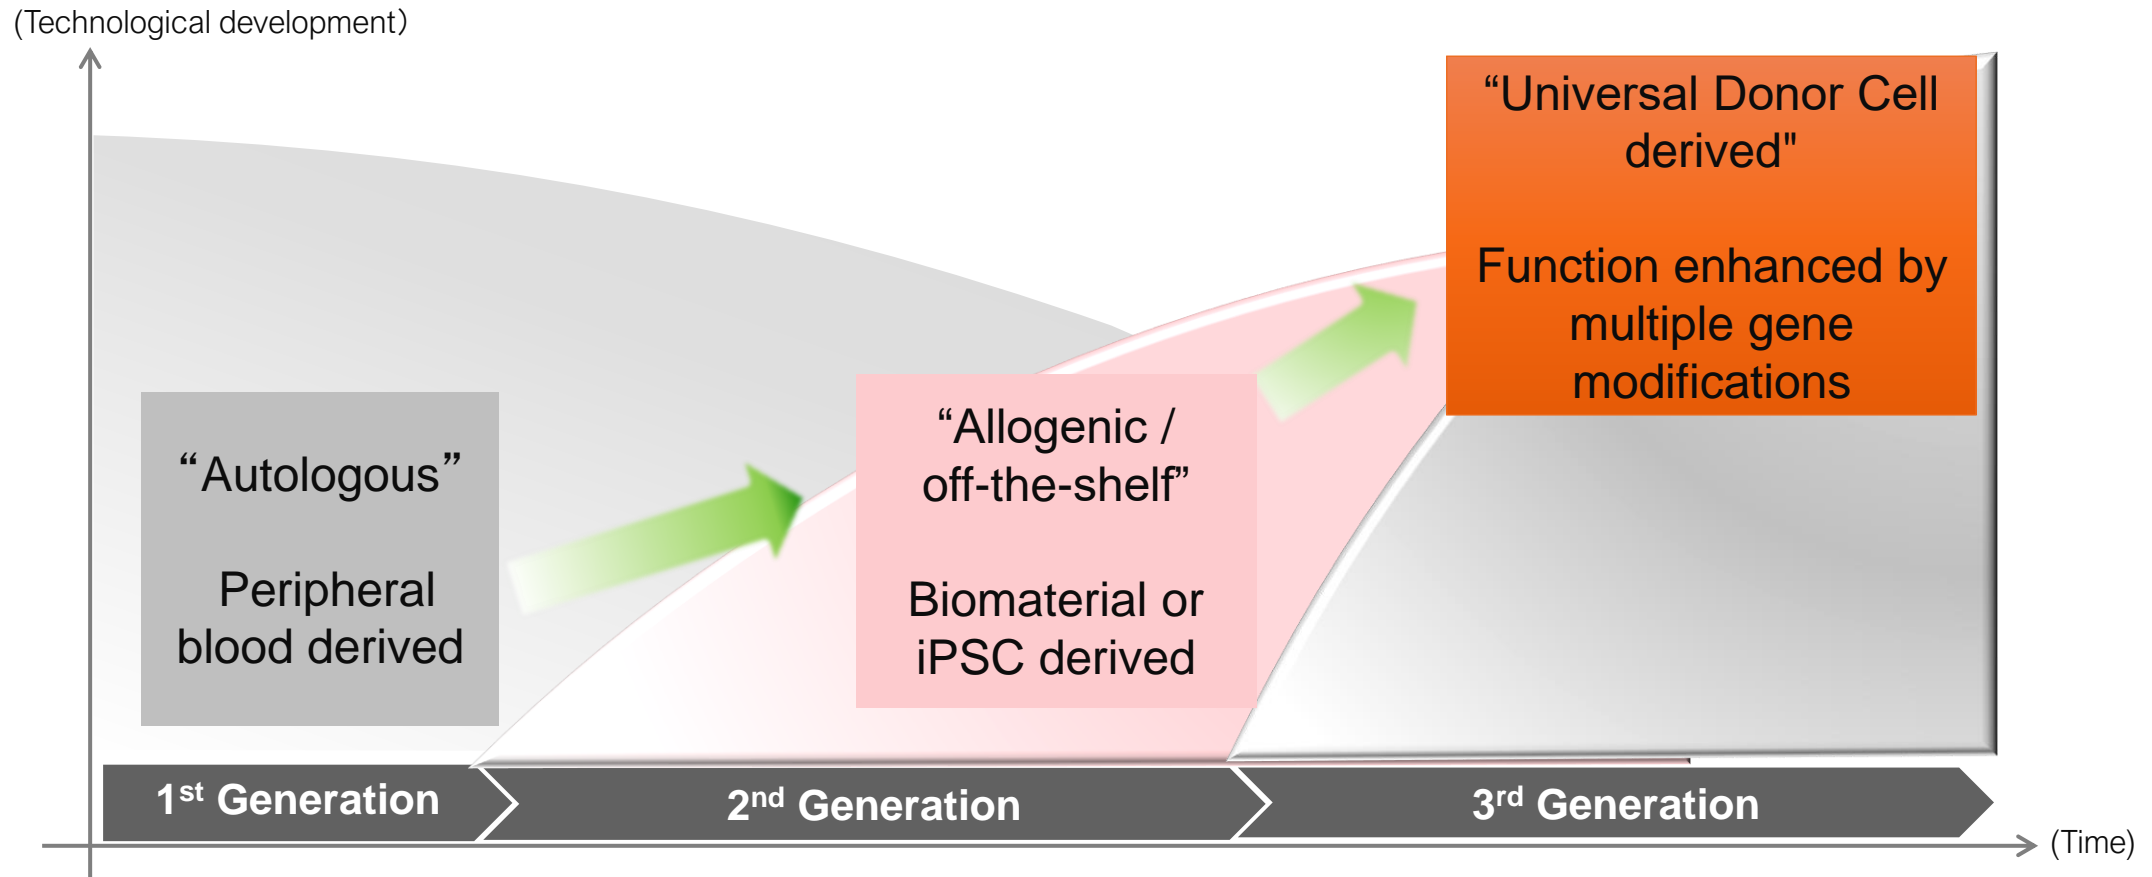 (Technological development)
“Universal Donor Cell
derived"
Function enhanced by
multiple gene
modifications
“Allogenic /
off-the-shelf”
Biomaterial or
iPSC derived
“Autologous”
Peripheral
blood derived
1st Generation
2nd Generation
3rd Generation
(Time)